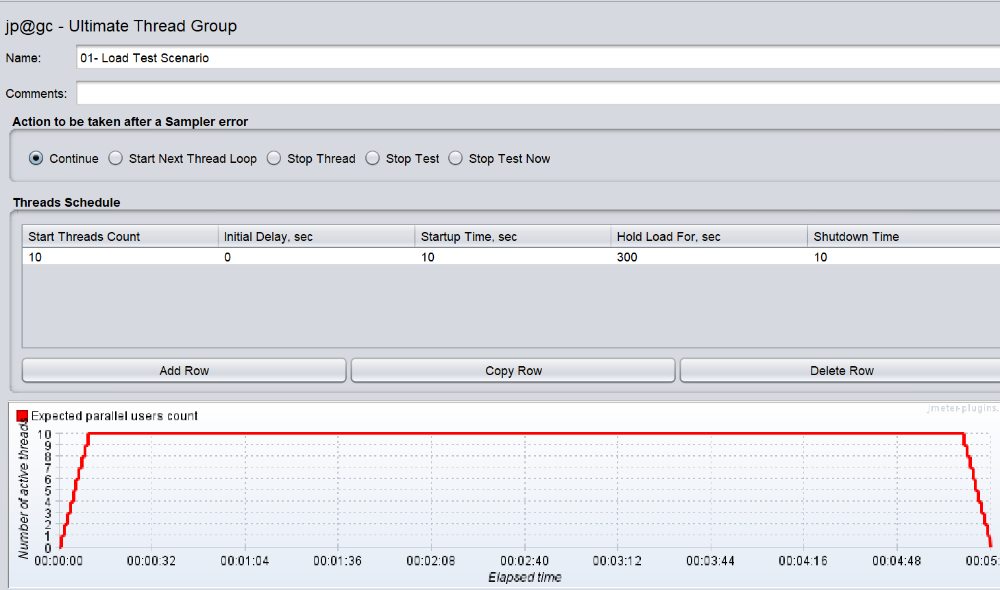 jp@gc - Ultimate Thread Group
Name: 01- Load Test Scenario
Comments:
Action to be taken after a Sampler error
Continue Start Next Thread Loop Stop Thread Stop Test Stop Test Now
Threads Schedule
Start Threads Count Initial Delay, sec Startup Time, sec Hold Load For, sec Shutdown Time
10 0 10 300 10
Add Row Copy Row Delete Row
jmeter-plugins.
Expected parallel users count
Number of active threads
10
9
8
7
6
5
4
3
2
1
0
00:00:00 00:00:32 00:01:04 00:01:36 00:02:08 00:02:40 00:03:12 00:03:44 00:04:16 00:04:48 00:05:
Elapsed time